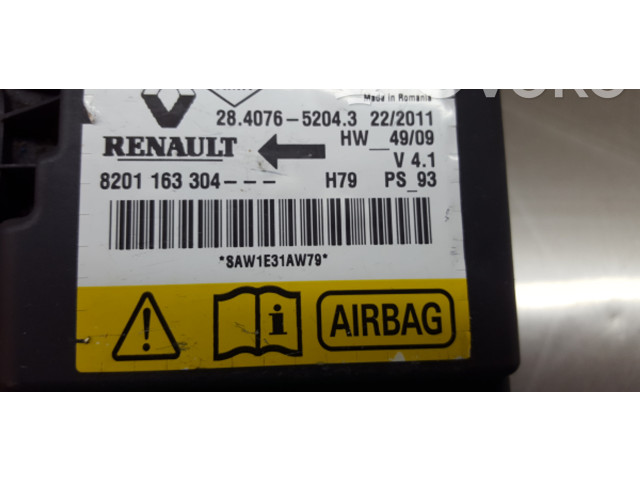 Made in Romania
28.4076-5204.3 22/2011
HW__49/09
RENAULT
V 4.1
8201 163 304--- H79 PS_93
*SAW1E31AW79*
AIRBAG